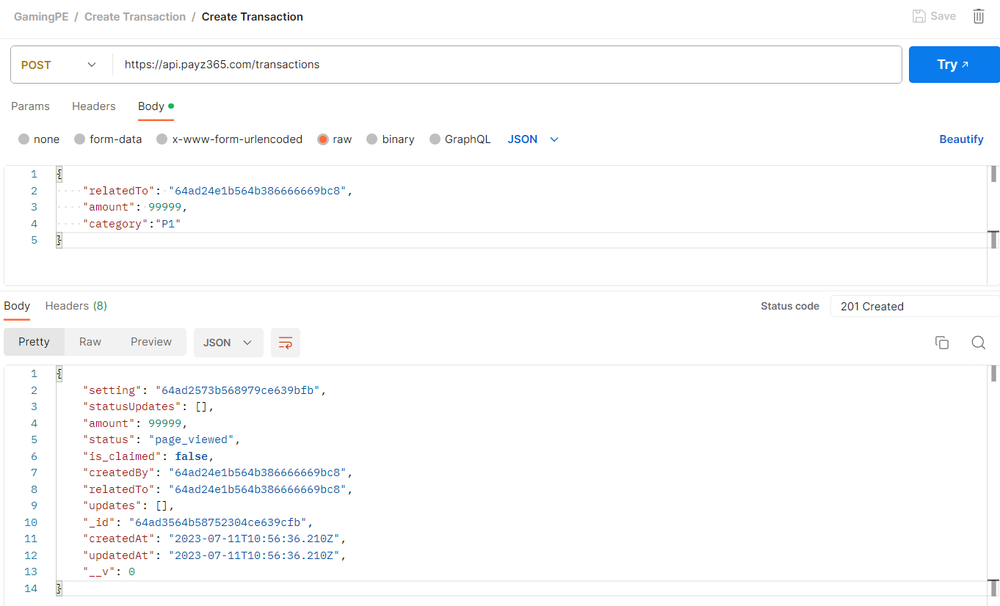 GamingPE / Create Transaction / Create Transaction Save
POST https://api.payz365.com/transactions Try ↗
Params Headers Body
none form-data x-www-form-urlencoded raw binary GraphQL JSON Beautify
1 {
2 "relatedTo": "64ad24e1b564b386666669bc8",
3 "amount": 99999,
4 "category":"P1"
5 }
Body Headers (8) Status code 201 Created
Pretty Raw Preview JSON
1 {
2 "setting": "64ad2573b568979ce639bfb",
3 "statusUpdates": [],
4 "amount": 99999,
5 "status": "page_viewed",
6 "is_claimed": false,
7 "createdBy": "64ad24e1b564b386666669bc8",
8 "relatedTo": "64ad24e1b564b386666669bc8",
9 "updates": [],
10 "_id": "64ad3564b58752304ce639cfb",
11 "createdAt": "2023-07-11T10:56:36.210Z",
12 "updatedAt": "2023-07-11T10:56:36.210Z",
13 "__v": 0
14 }